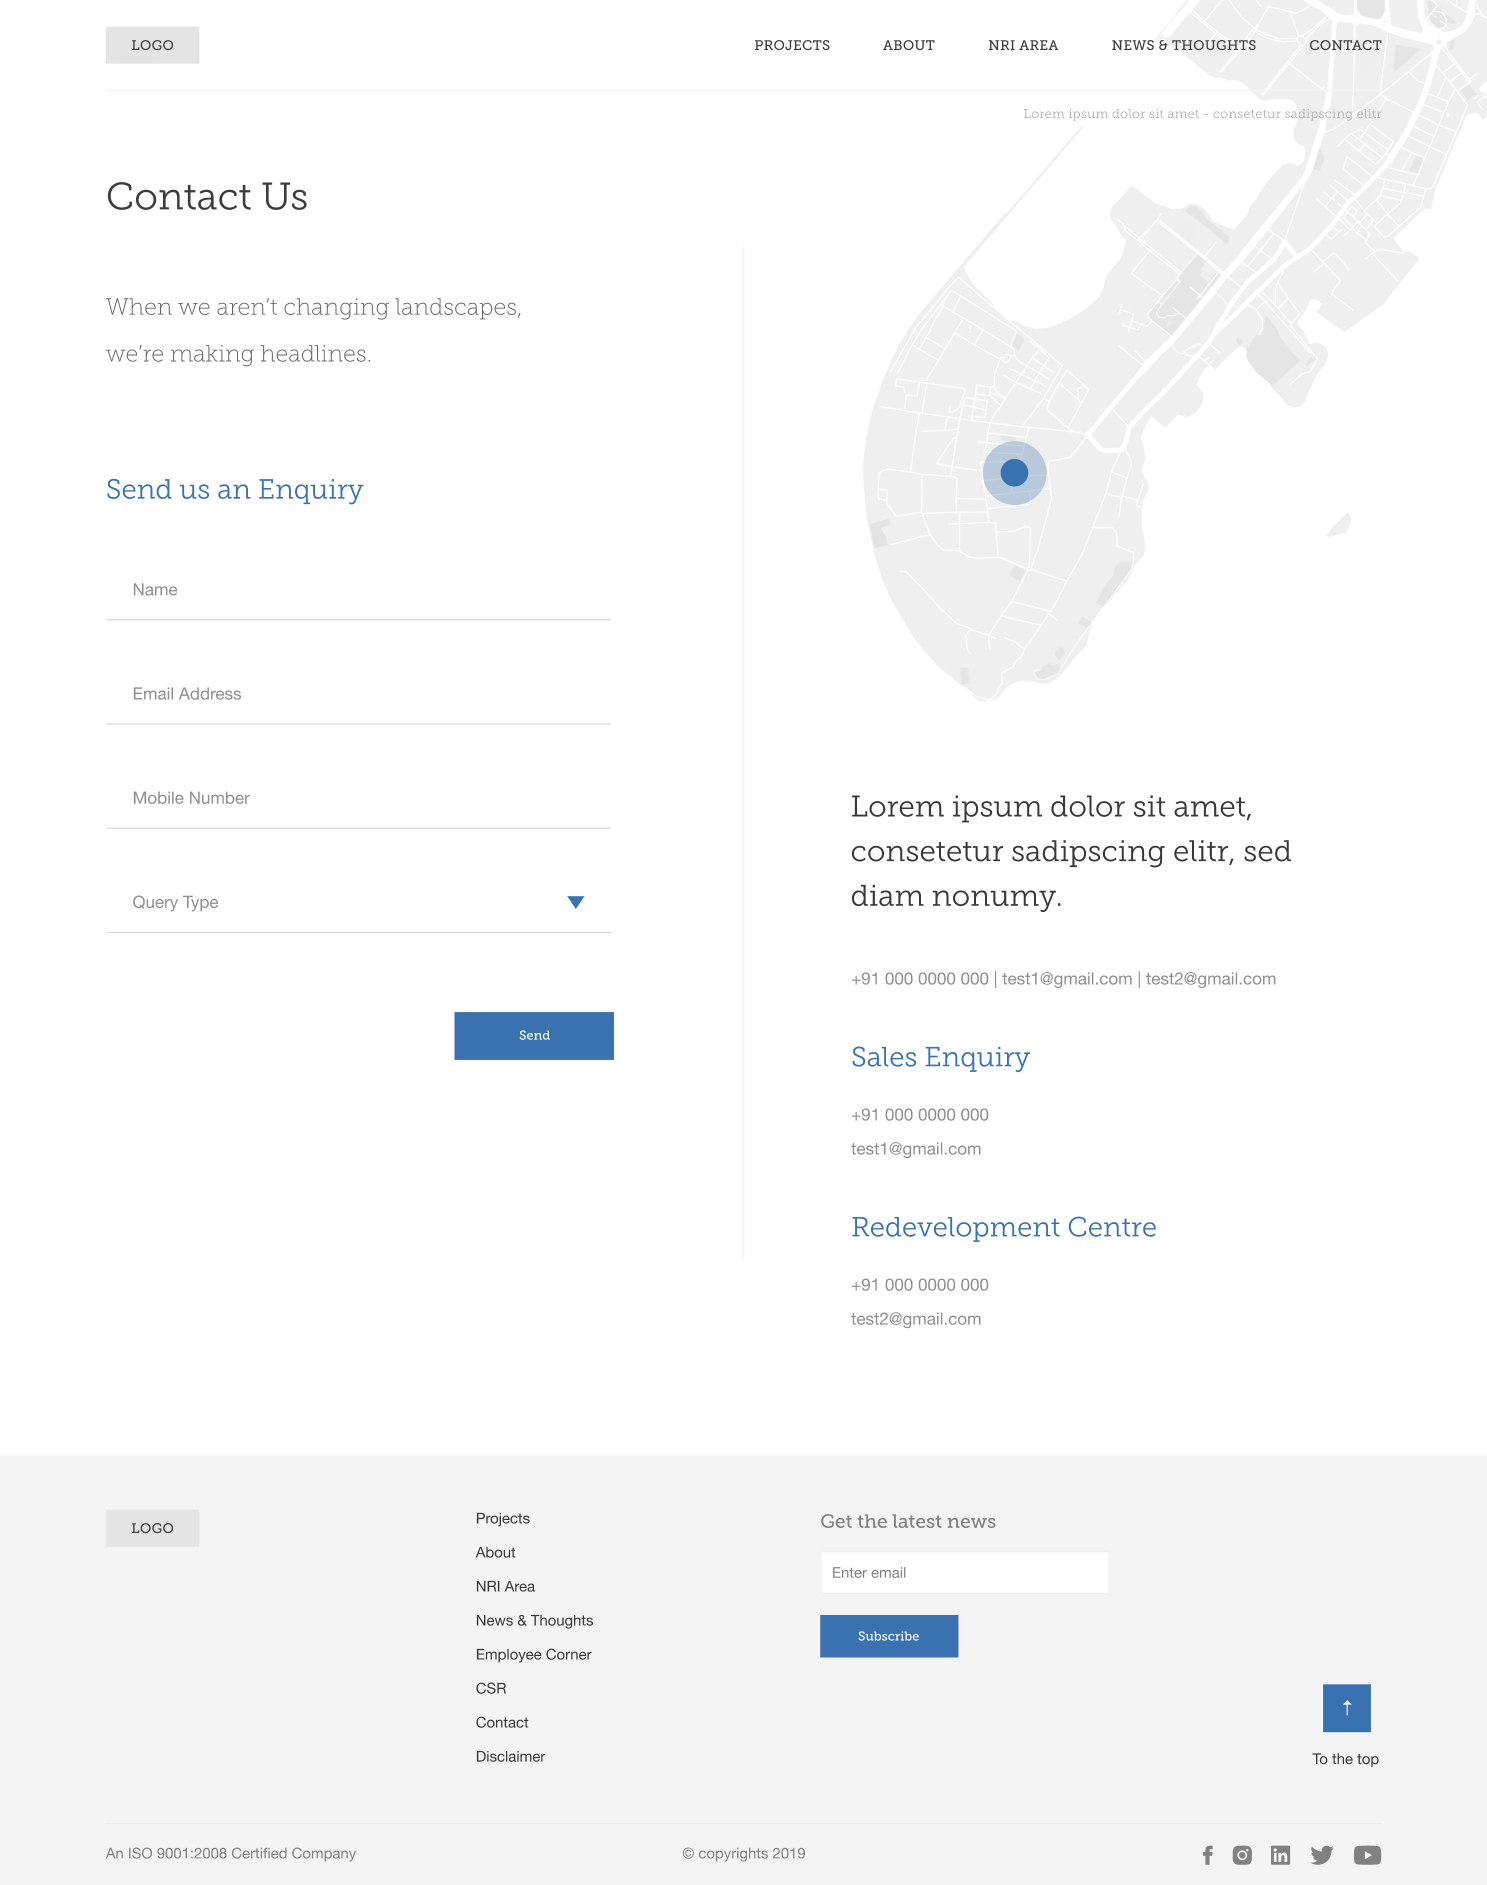 LOGO
PROJECTS
ABOUT
NRI AREA
NEWS & THOUGHTS
CONTACT
Lorem ipsum dolor sit amet - consetetur sadipscing elitr
Contact Us
When we aren’t changing landscapes,
we’re making headlines.
Send us an Enquiry
Name
Email Address
Mobile Number
Query Type
Send
Lorem ipsum dolor sit amet,
consetetur sadipscing elitr, sed
diam nonumy.
+91 000 0000 000 | test1@gmail.com | test2@gmail.com
Sales Enquiry
+91 000 0000 000
test1@gmail.com
Redevelopment Centre
+91 000 0000 000
test2@gmail.com
LOGO
Projects
About
NRI Area
News & Thoughts
Employee Corner
CSR
Contact
Disclaimer
Get the latest news
Enter email
Subscribe
To the top
An ISO 9001:2008 Certified Company
© copyrights 2019